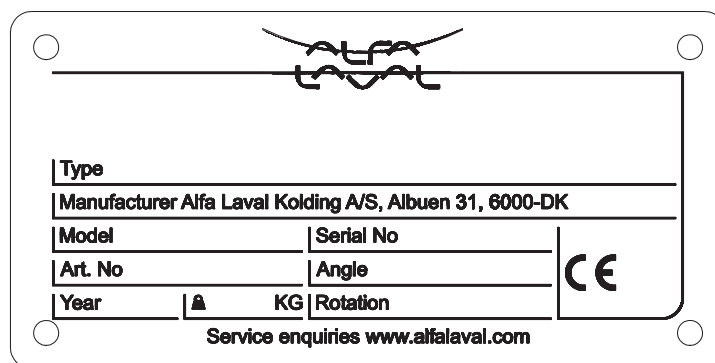 ALFA
LAVAL
Type
Manufacturer Alfa Laval Kolding A/S, Albuen 31, 6000-DK
Model Serial No
Art. No Angle
CE
Year KG Rotation
Service enquiries www.alfalaval.com